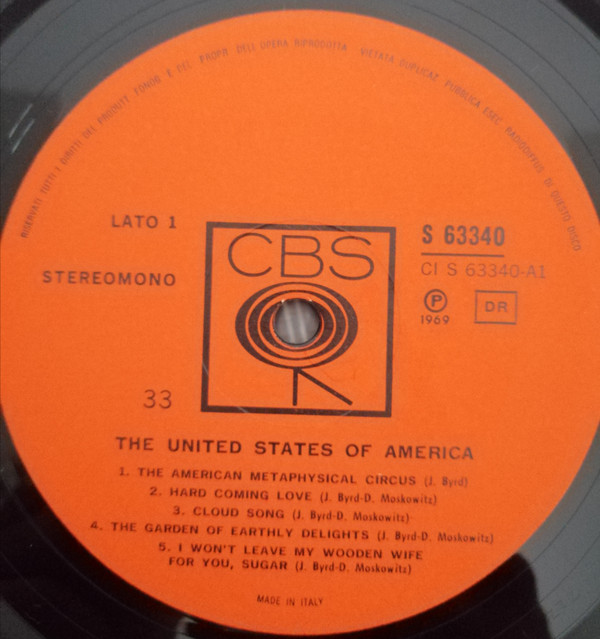 RISERVATI TUTTI I DIRITTI DEL PRODUTT. FONOG. E DEL PROPR. DELL'OPERA RIPRODOTTA VIETATA DUPLICAZ. PUBBLICA ESEC. RADIODIFFUS. DI QUESTO DISCO
LATO 1
STEREOMONO
33
CBS
S 63340
CI S 63340-A1
Ⓟ
1969
DR
THE UNITED STATES OF AMERICA
1. THE AMERICAN METAPHYSICAL CIRCUS (J. Byrd)
2. HARD COMING LOVE (J. Byrd-D. Moskowitz)
3. CLOUD SONG (J. Byrd-D. Moskowitz)
4. THE GARDEN OF EARTHLY DELIGHTS (J. Byrd-D. Moskowitz)
5. I WON'T LEAVE MY WOODEN WIFE
FOR YOU, SUGAR (J. Byrd-D. Moskowitz)
MADE IN ITALY